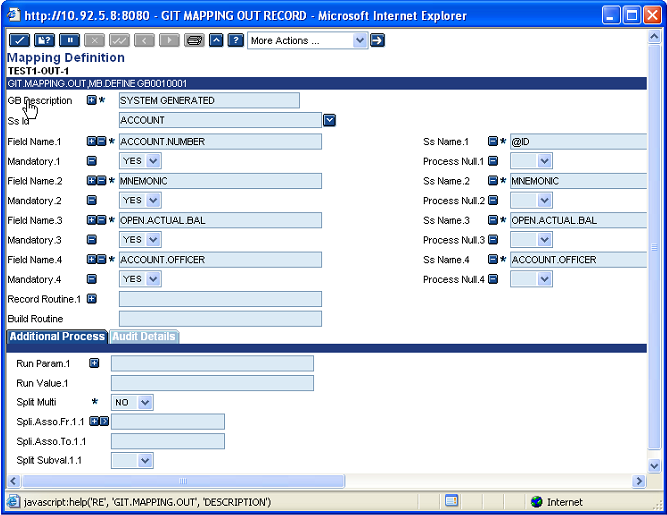 http://10.92.5.8:8080 - GIT MAPPING OUT RECORD - Microsoft Internet Explorer
More Actions ...
Mapping Definition
TEST1-OUT-1
GIT.MAPPING.OUT,MB.DEFINE GB0010001
GB Description * SYSTEM GENERATED
Ss Id ACCOUNT
Field Name.1 * ACCOUNT.NUMBER Ss Name.1 * @ID
Mandatory.1 YES Process Null.1
Field Name.2 * MNEMONIC Ss Name.2 * MNEMONIC
Mandatory.2 YES Process Null.2
Field Name.3 * OPEN.ACTUAL.BAL Ss Name.3 * OPEN.ACTUAL.BAL
Mandatory.3 YES Process Null.3
Field Name.4 * ACCOUNT.OFFICER Ss Name.4 * ACCOUNT.OFFICER
Mandatory.4 YES Process Null.4
Record Routine.1
Build Routine
Additional Process Audit Details
Run Param.1
Run Value.1
Split Multi * NO
Spli.Asso.Fr.1.1
Spli.Asso.To.1.1
Split Subval.1.1
javascript:help('RE', 'GIT.MAPPING.OUT', 'DESCRIPTION') Internet